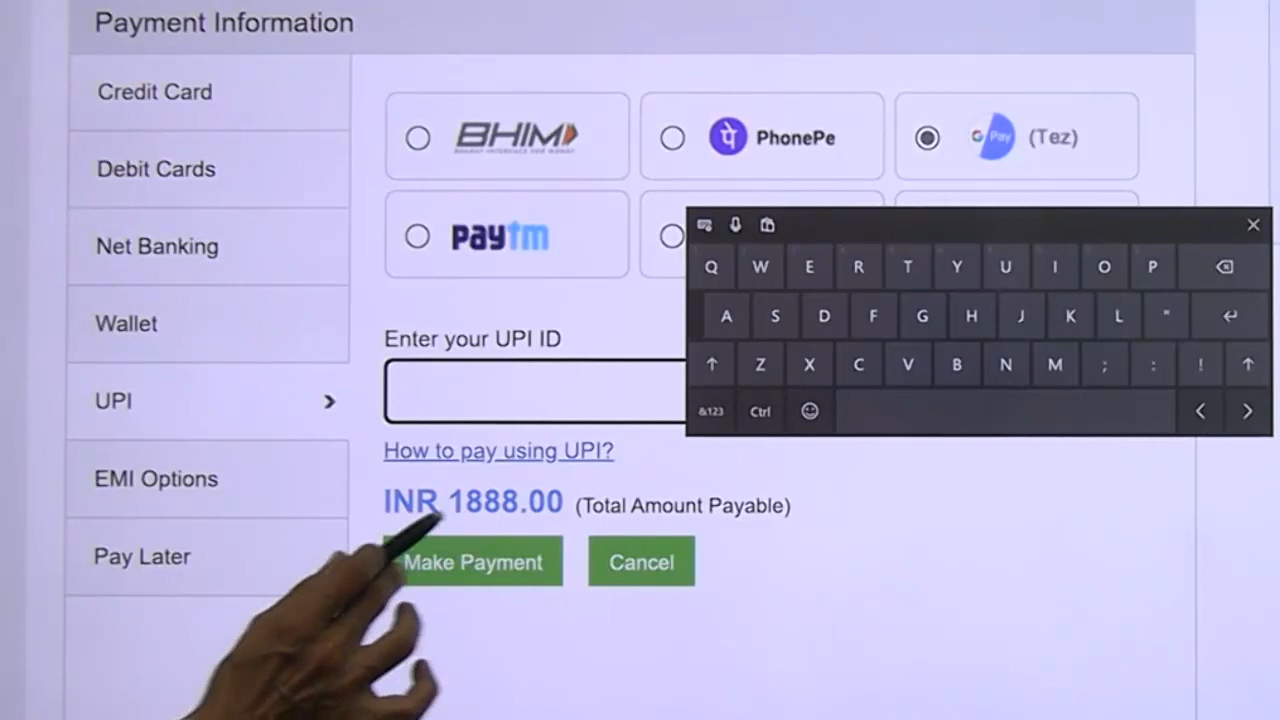 Payment Information
Credit Card
Debit Cards
Net Banking
Wallet
UPI
EMI Options
Pay Later
BHIM
पे PhonePe
G Pay (Tez)
paytm
Enter your UPI ID
How to pay using UPI?
INR 1888.00 (Total Amount Payable)
Make Payment
Cancel
Q W E R T Y U I O P
A S D F G H J K L "
Z X C V B N M ; : !
&123 Ctrl